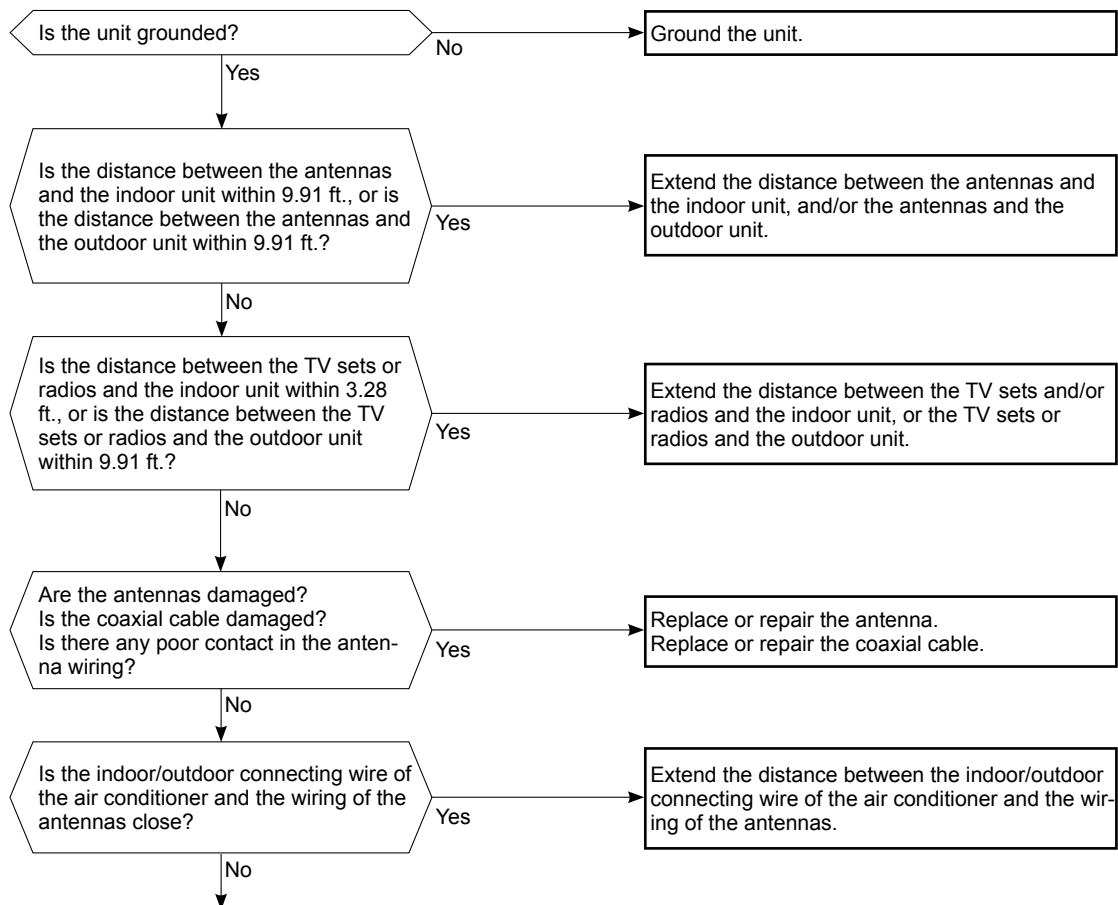 Is the unit grounded?
No
Ground the unit.
Yes
Is the distance between the antennas
and the indoor unit within 9.91 ft., or is
the distance between the antennas and
the outdoor unit within 9.91 ft.?
Yes
Extend the distance between the antennas and
the indoor unit, and/or the antennas and the
outdoor unit.
No
Is the distance between the TV sets or
radios and the indoor unit within 3.28
ft., or is the distance between the TV
sets or radios and the outdoor unit
within 9.91 ft.?
Yes
Extend the distance between the TV sets and/or
radios and the indoor unit, or the TV sets or
radios and the outdoor unit.
No
Are the antennas damaged?
Is the coaxial cable damaged?
Is there any poor contact in the anten-
na wiring?
Yes
Replace or repair the antenna.
Replace or repair the coaxial cable.
No
Is the indoor/outdoor connecting wire of
the air conditioner and the wiring of the
antennas close?
Yes
Extend the distance between the indoor/outdoor
connecting wire of the air conditioner and the wir-
ing of the antennas.
No